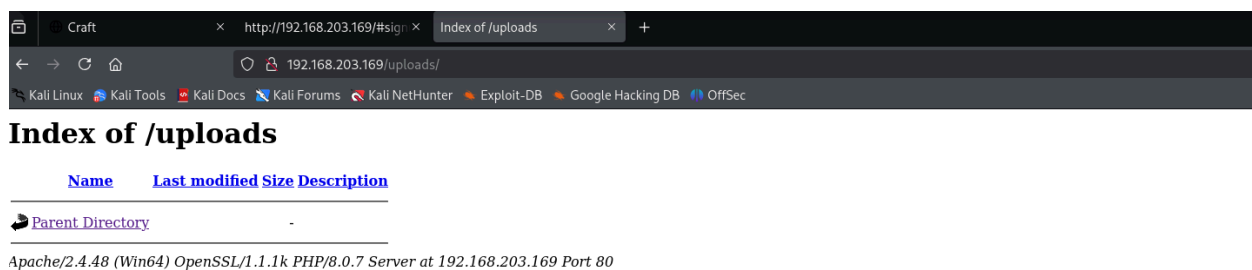 Craft × http://192.168.203.169/#sign × Index of /uploads × +
192.168.203.169/uploads/
Kali Linux Kali Tools Kali Docs Kali Forums Kali NetHunter Exploit-DB Google Hacking DB OffSec
Index of /uploads
Name Last modified Size Description
Parent Directory -
Apache/2.4.48 (Win64) OpenSSL/1.1.1k PHP/8.0.7 Server at 192.168.203.169 Port 80